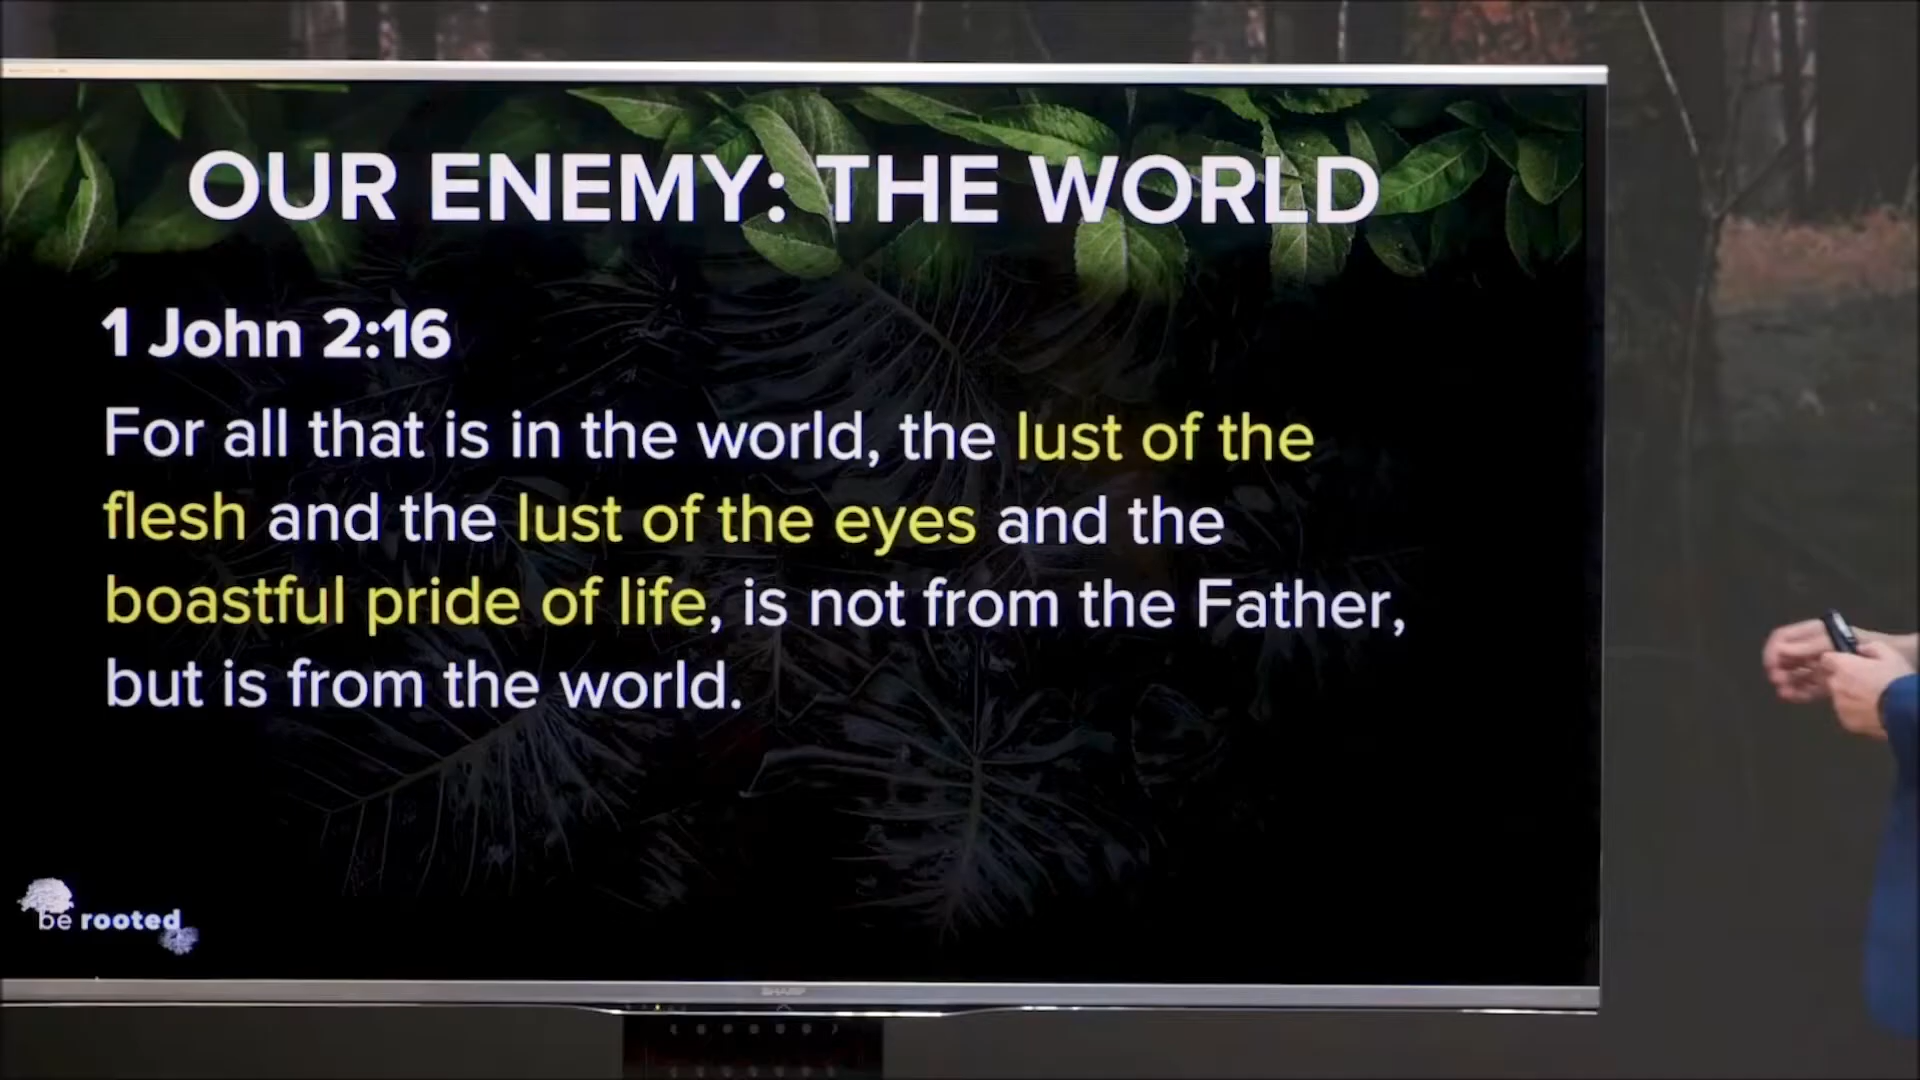 OUR ENEMY: THE WORLD
1 John 2:16
For all that is in the world, the lust of the
flesh and the lust of the eyes and the
boastful pride of life, is not from the Father,
but is from the world.
be rooted
SHARP